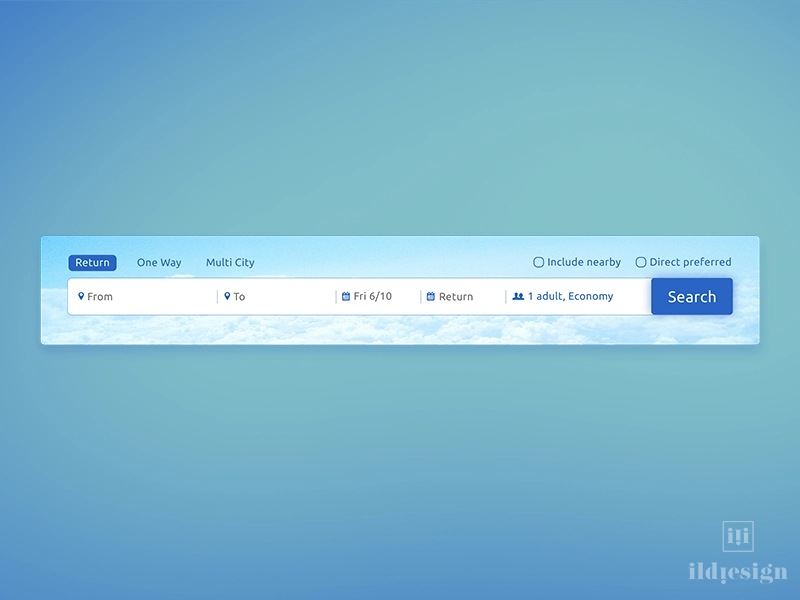 Return One Way Multi City Include nearby Direct preferred
From To Fri 6/10 Return 1 adult, Economy Search
ili
ildiesign